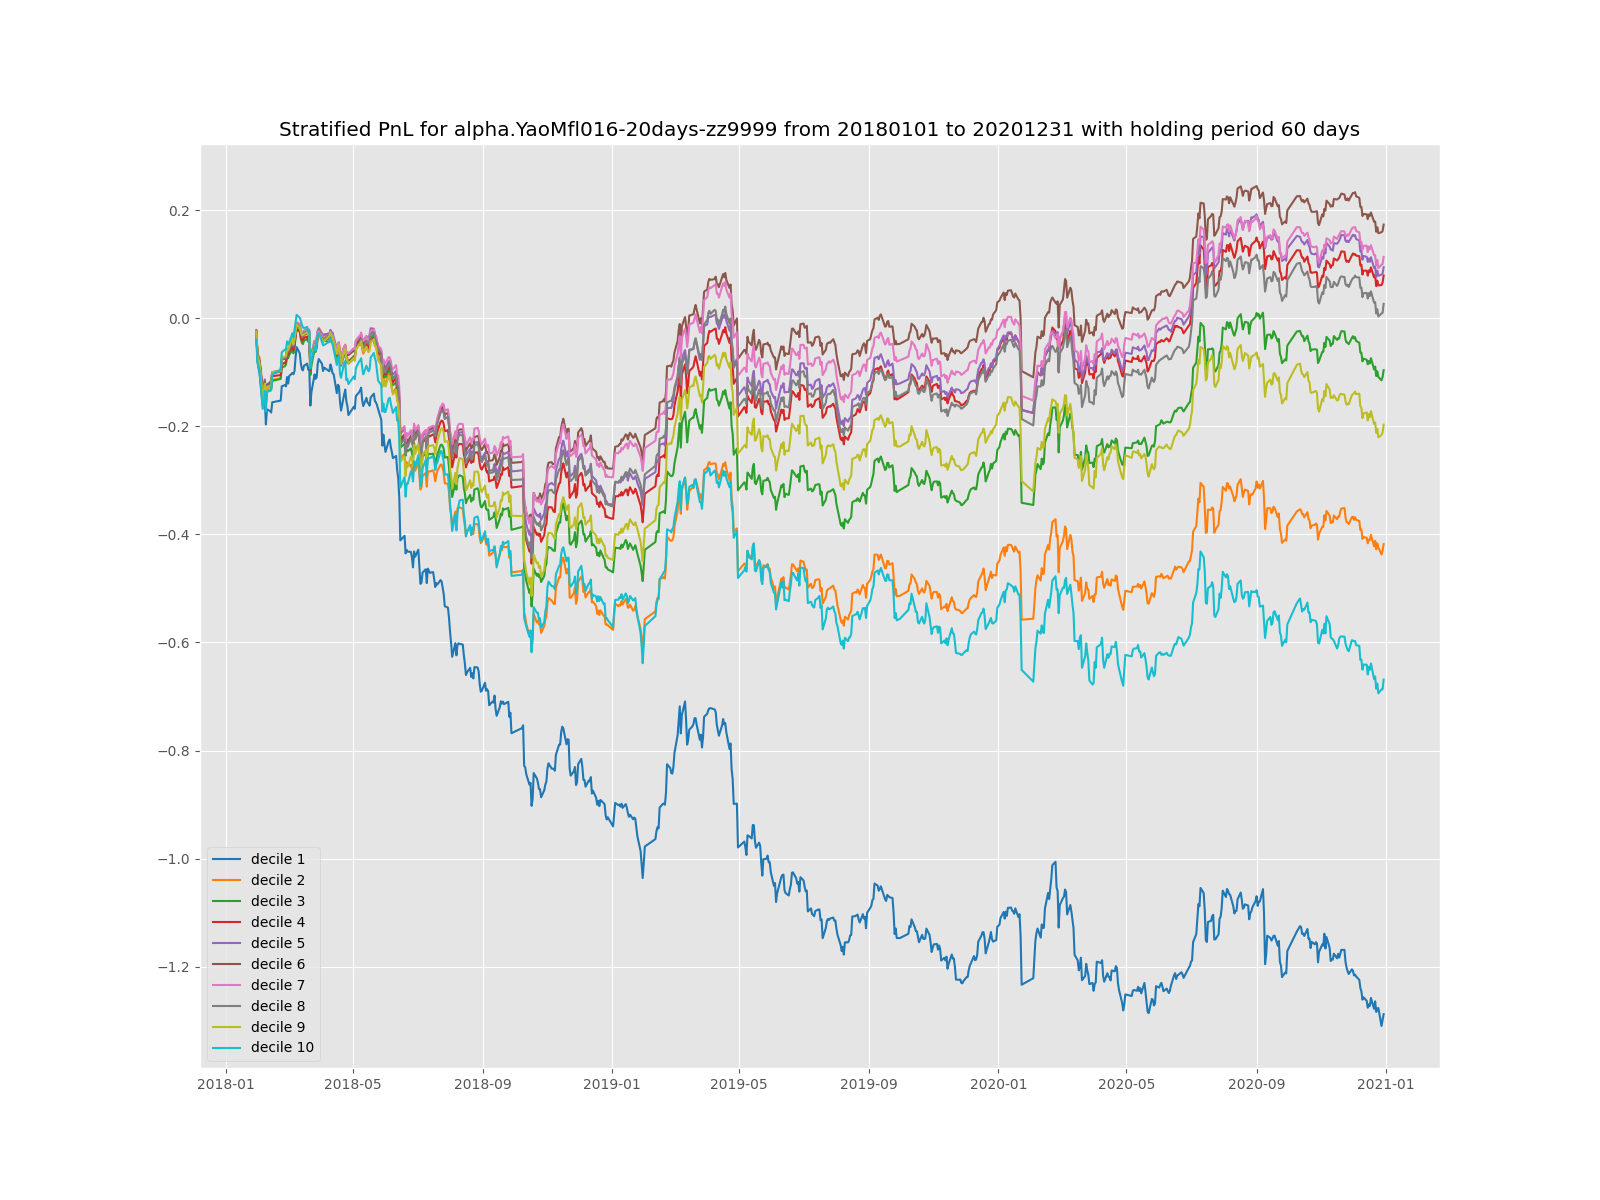 Stratified PnL for alpha.YaoMfl016-20days-zz9999 from 20180101 to 20201231 with holding period 60 days
0.2
0.0
−0.2
−0.4
−0.6
−0.8
−1.0
−1.2
decile 1
decile 2
decile 3
decile 4
decile 5
decile 6
decile 7
decile 8
decile 9
decile 10
2018-01 2018-05 2018-09 2019-01 2019-05 2019-09 2020-01 2020-05 2020-09 2021-01